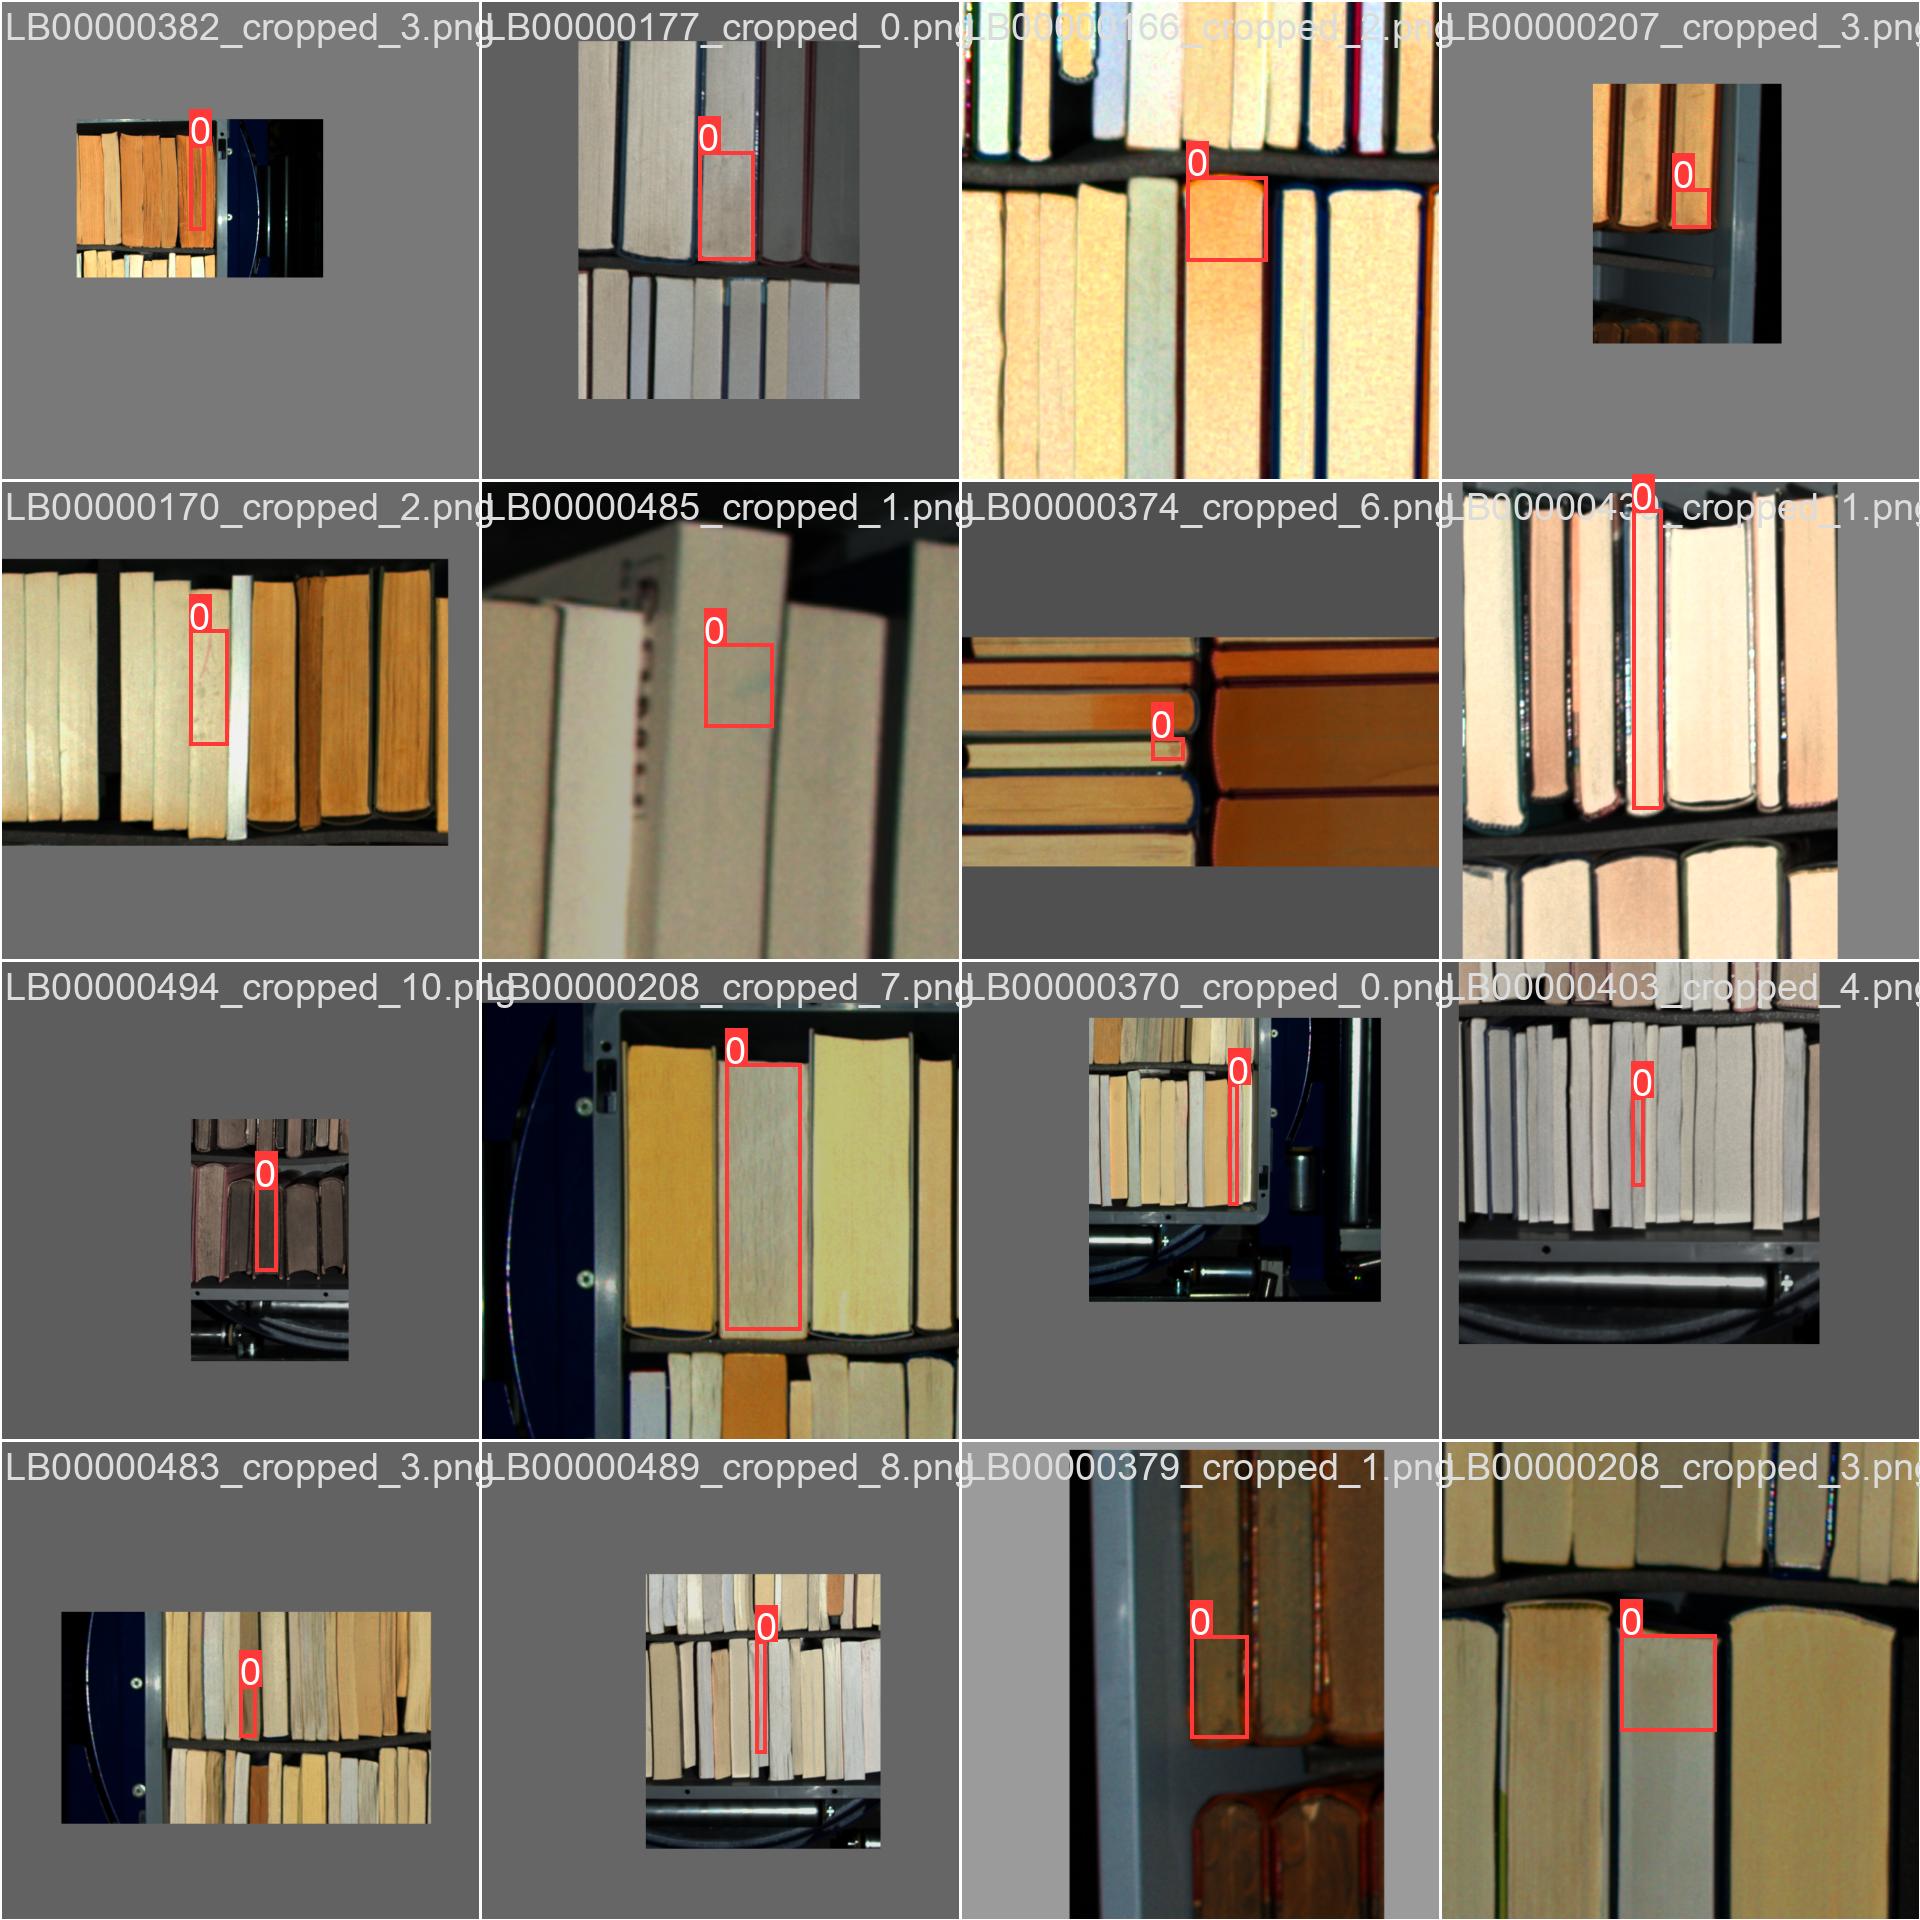 LB00000382_cropped_3.png
LB00000177_cropped_0.png
LB00000166_cropped_2.png
LB00000207_cropped_3.png
0
0
0
0
LB00000170_cropped_2.png
LB00000485_cropped_1.png
LB00000374_cropped_6.png
_cropped_1.png
0
0
0
0
LB00000494_cropped_10.png
LB00000208_cropped_7.png
LB00000370_cropped_0.png
LB00000403_cropped_4.png
0
0
0
0
LB00000483_cropped_3.png
LB00000489_cropped_8.png
LB00000379_cropped_1.png
LB00000208_cropped_3.png
0
0
0
0